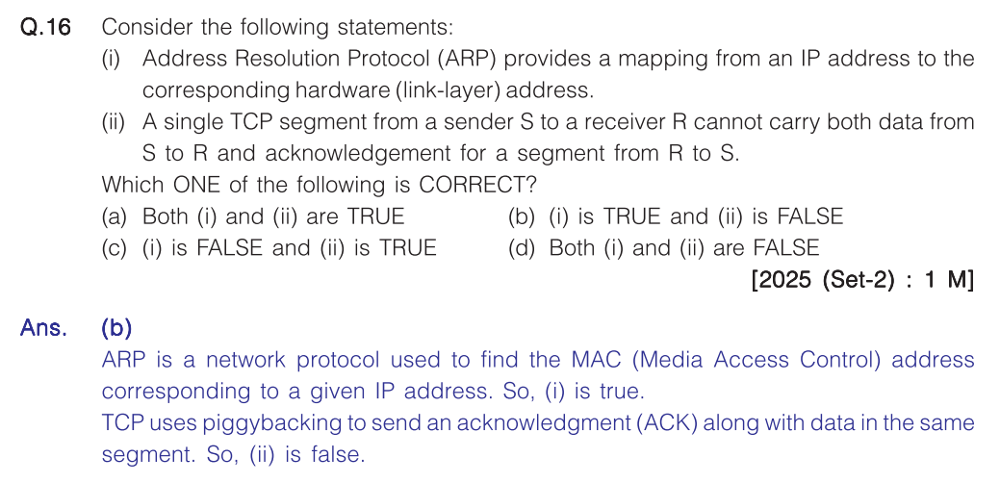 Q.16 Consider the following statements:
(i) Address Resolution Protocol (ARP) provides a mapping from an IP address to the
corresponding hardware (link-layer) address.
(ii) A single TCP segment from a sender S to a receiver R cannot carry both data from
S to R and acknowledgement for a segment from R to S.
Which ONE of the following is CORRECT?
(a) Both (i) and (ii) are TRUE (b) (i) is TRUE and (ii) is FALSE
(c) (i) is FALSE and (ii) is TRUE (d) Both (i) and (ii) are FALSE
[2025 (Set-2) : 1 M]
Ans. (b)
ARP is a network protocol used to find the MAC (Media Access Control) address
corresponding to a given IP address. So, (i) is true.
TCP uses piggybacking to send an acknowledgment (ACK) along with data in the same
segment. So, (ii) is false.